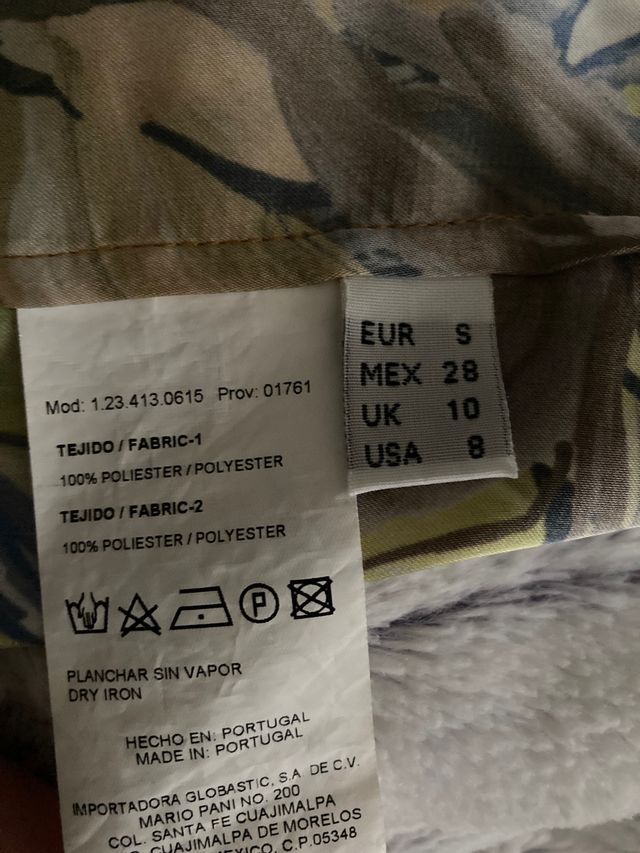 Mod: 1.23.413.0615 Prov: 01761
TEJIDO / FABRIC-1
100% POLIESTER / POLYESTER
TEJIDO / FABRIC-2
100% POLIESTER / POLYESTER
P
PLANCHAR SIN VAPOR
DRY IRON
HECHO EN: PORTUGAL
MADE IN: PORTUGAL
IMPORTADORA GLOBASTIC, S.A. DE C.V.
MARIO PANI NO. 200
COL. SANTA FE CUAJIMALPA
CUAJIMALPA DE MORELOS
MEXICO, C.P.05348
EUR S
MEX 28
UK 10
USA 8